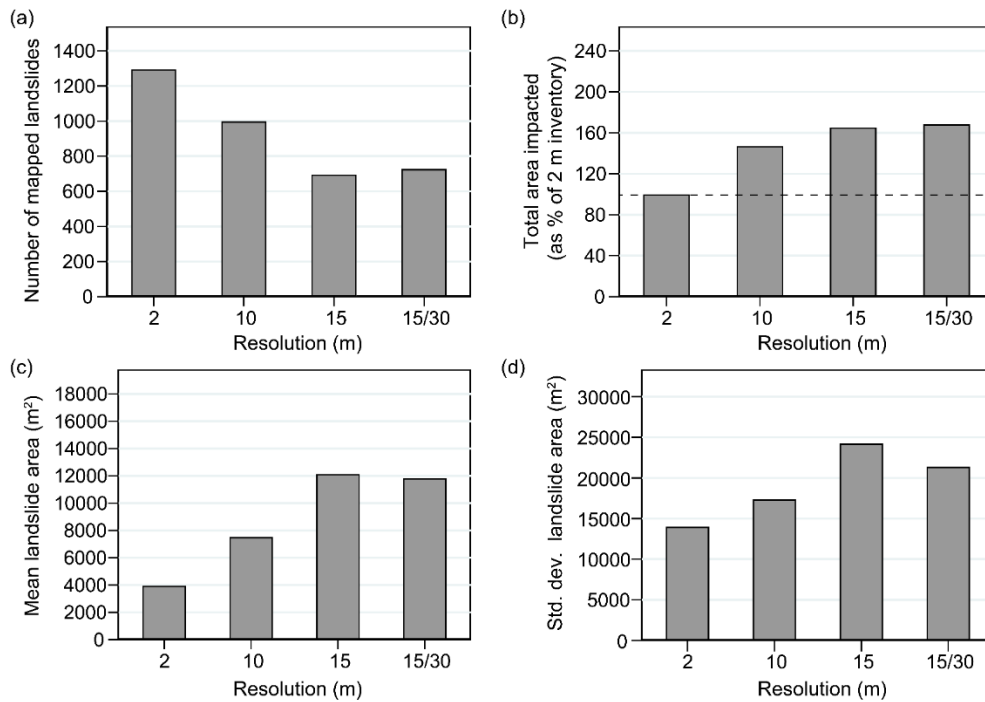 (a)
Number of mapped landslides
1400
1200
1000
800
600
400
200
0
2 10 15 15/30
Resolution (m)
(b)
Total area impacted
(as % of 2 m inventory)
240
200
160
120
80
40
0
2 10 15 15/30
Resolution (m)
(c)
Mean landslide area (m²)
18000
16000
14000
12000
10000
8000
6000
4000
2000
0
2 10 15 15/30
Resolution (m)
(d)
Std. dev. landslide area (m²)
30000
25000
20000
15000
10000
5000
0
2 10 15 15/30
Resolution (m)